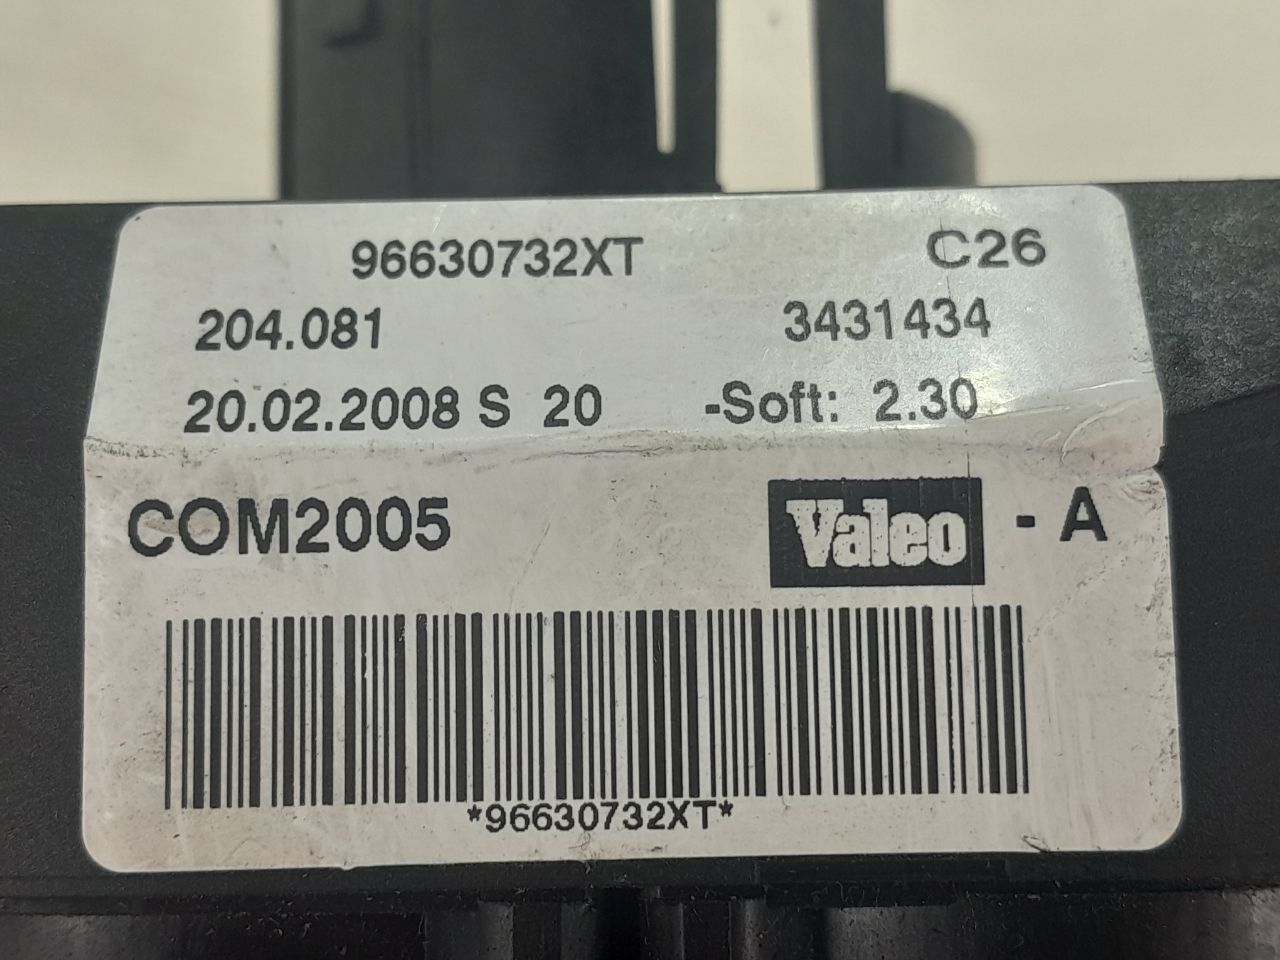 96630732XT C26
204.081 3431434
20.02.2008 S 20 -Soft: 2.30
COM2005 Valeo - A
*96630732XT*